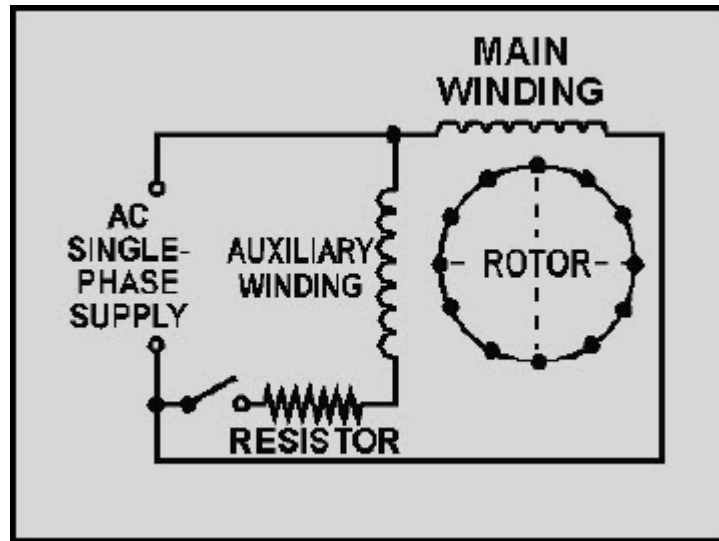 MAIN
WINDING
AC
SINGLE-
PHASE
SUPPLY
AUXILIARY
WINDING
ROTOR
RESISTOR